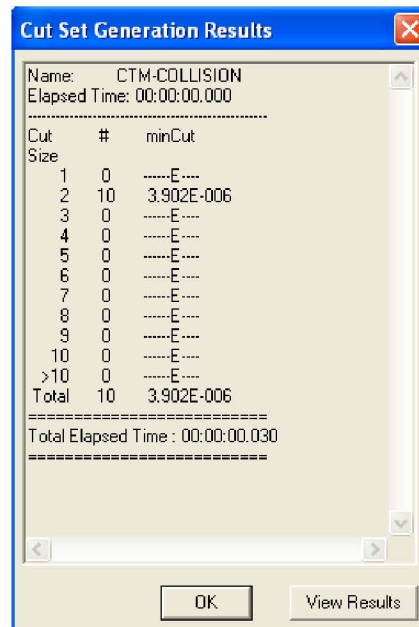 Cut Set Generation Results
Name: CTM-COLLISION
Elapsed Time: 00:00:00.000
--------------------------------------------------
Cut # minCut
Size
1 0 ------E----
2 10 3.902E-006
3 0 ------E----
4 0 ------E----
5 0 ------E----
6 0 ------E----
7 0 ------E----
8 0 ------E----
9 0 ------E----
10 0 ------E----
>10 0 ------E----
Total 10 3.902E-006
===========================
Total Elapsed Time : 00:00:00.030
===========================
OK View Results